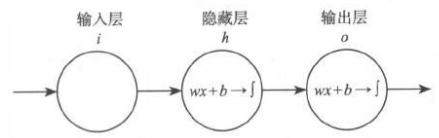 输入层 隐藏层 输出层
i h o
wx+b→∫ wx+b→∫